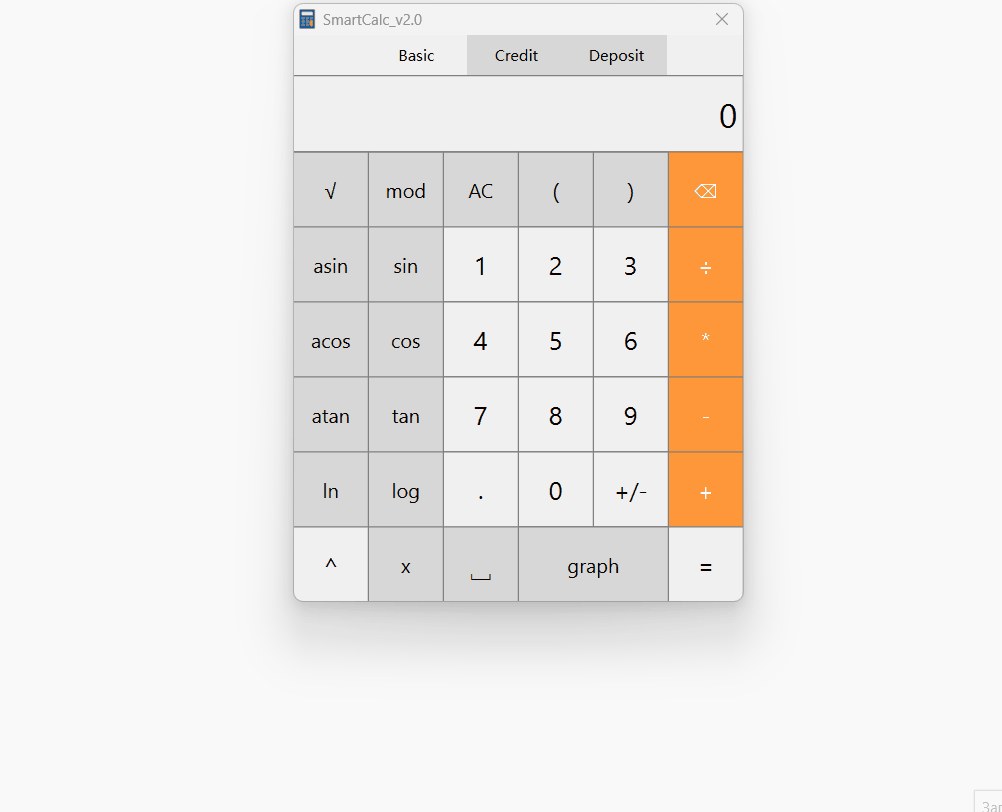 SmartCalc_v2.0
Basic Credit Deposit
0
√ mod AC ( ) ⌫
asin sin 1 2 3 ÷
acos cos 4 5 6 *
atan tan 7 8 9 -
ln log . 0 +/- +
^ x ⎵ graph =